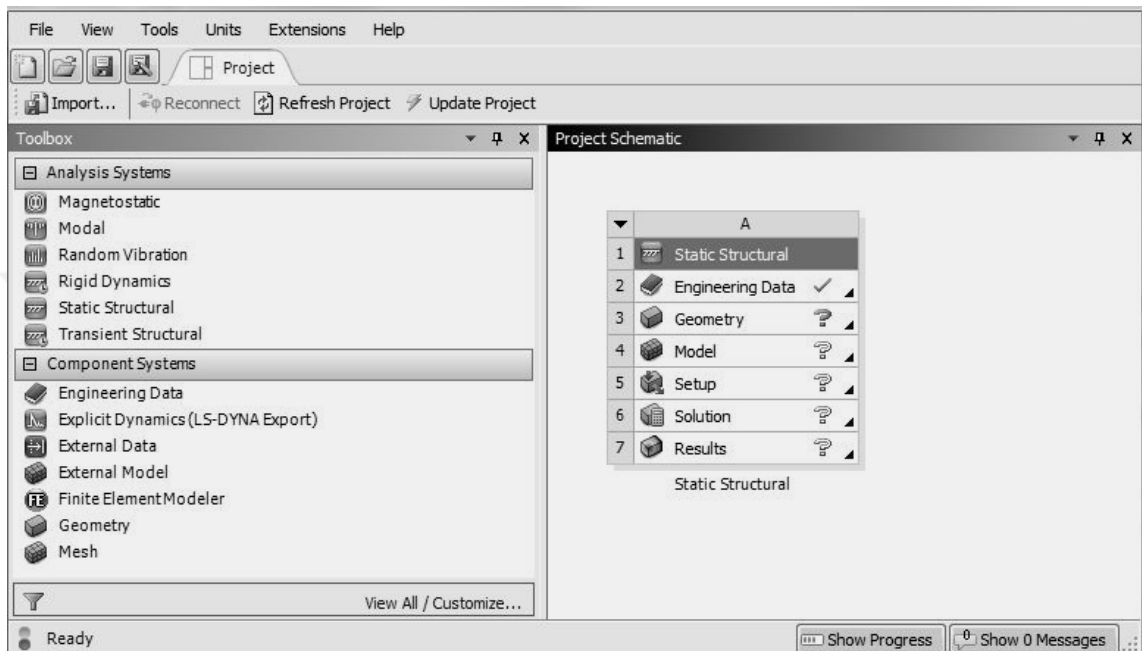 File View Tools Units Extensions Help
Project
Import... Reconnect Refresh Project Update Project
Toolbox
Analysis Systems
Magnetostatic
Modal
Random Vibration
Rigid Dynamics
Static Structural
Transient Structural
Component Systems
Engineering Data
Explicit Dynamics (LS-DYNA Export)
External Data
External Model
Finite Element Modeler
Geometry
Mesh
View All / Customize...
Project Schematic
A
1 Static Structural
2 Engineering Data
3 Geometry ?
4 Model ?
5 Setup ?
6 Solution ?
7 Results ?
Static Structural
Ready
Show Progress
0 Show 0 Messages